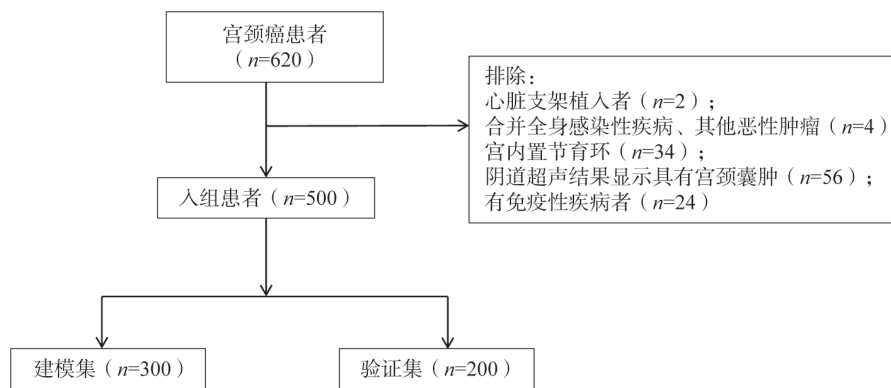 宫颈癌患者
（n=620）
排除：
心脏支架植入者（n=2）；
合并全身感染性疾病、其他恶性肿瘤（n=4）
宫内置节育环（n=34）；
阴道超声结果显示具有宫颈囊肿（n=56）；
有免疫性疾病者（n=24）
入组患者（n=500）
建模集（n=300）
验证集（n=200）